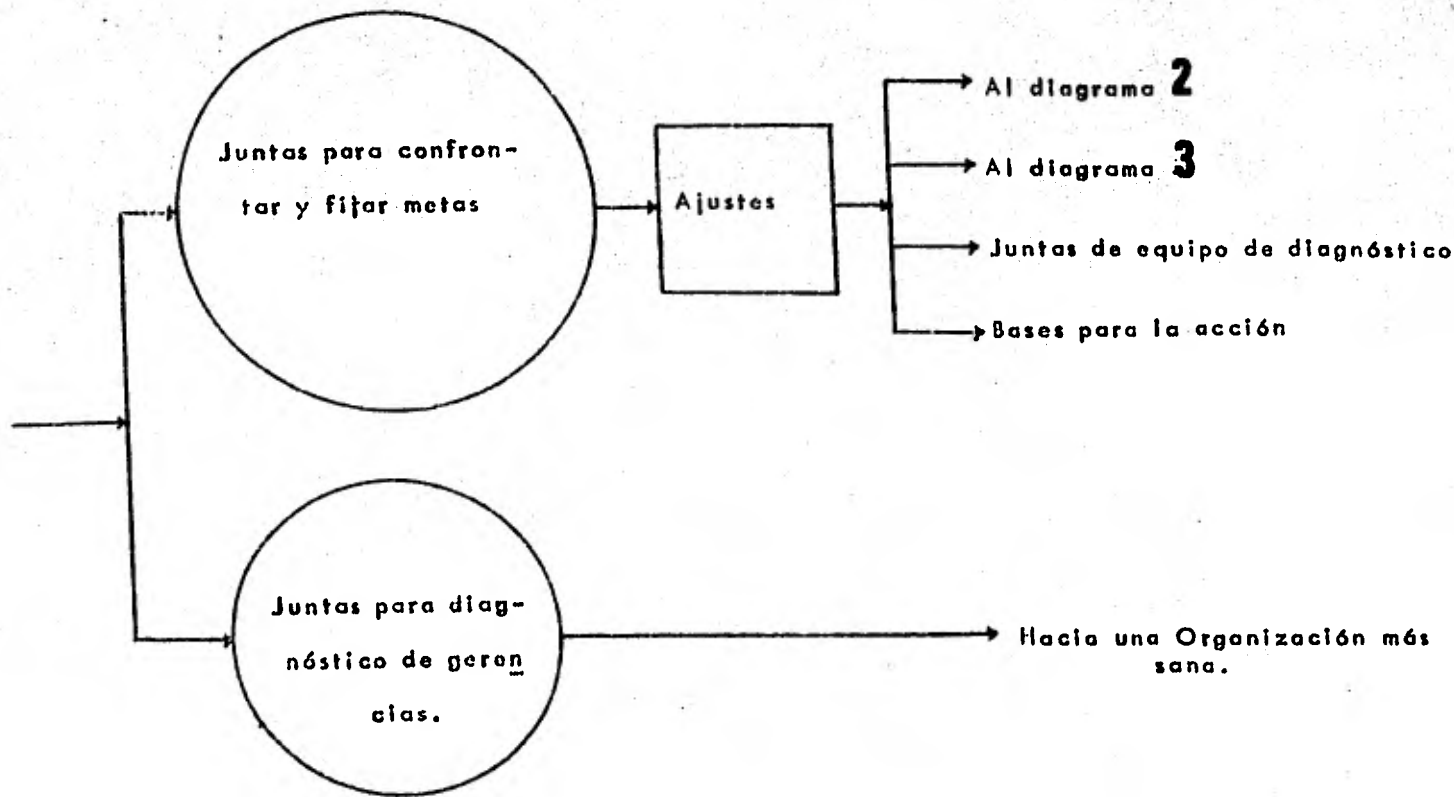 Juntas para confron-
tar y fijar metas
Ajustes
Al diagrama 2
Al diagrama 3
Juntas de equipo de diagnóstico
Bases para la acción
Juntas para diag-
nóstico de geren
cias.
Hacia una Organización más
sana.